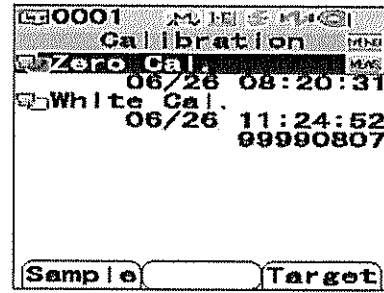 0001
Calibration
Zero Cal.
06/26 08:20:31
White Cal.
06/26 11:24:52
99990807
Sample Target